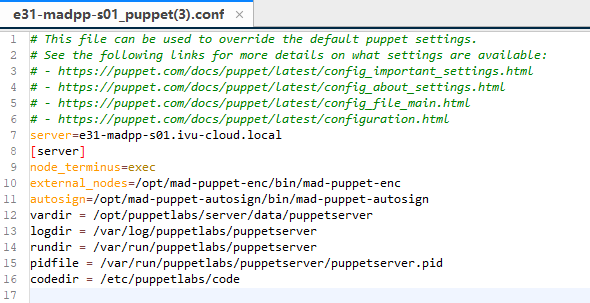 e31-madpp-s01_puppet(3).conf ×
1 # This file can be used to override the default puppet settings.
2 # See the following links for more details on what settings are available:
3 # - https://puppet.com/docs/puppet/latest/config_important_settings.html
4 # - https://puppet.com/docs/puppet/latest/config_about_settings.html
5 # - https://puppet.com/docs/puppet/latest/config_file_main.html
6 # - https://puppet.com/docs/puppet/latest/configuration.html
7 server=e31-madpp-s01.ivu-cloud.local
8 [server]
9 node_terminus=exec
10 external_nodes=/opt/mad-puppet-enc/bin/mad-puppet-enc
11 autosign=/opt/mad-puppet-autosign/bin/mad-puppet-autosign
12 vardir = /opt/puppetlabs/server/data/puppetserver
13 logdir = /var/log/puppetlabs/puppetserver
14 rundir = /var/run/puppetlabs/puppetserver
15 pidfile = /var/run/puppetlabs/puppetserver/puppetserver.pid
16 codedir = /etc/puppetlabs/code
17